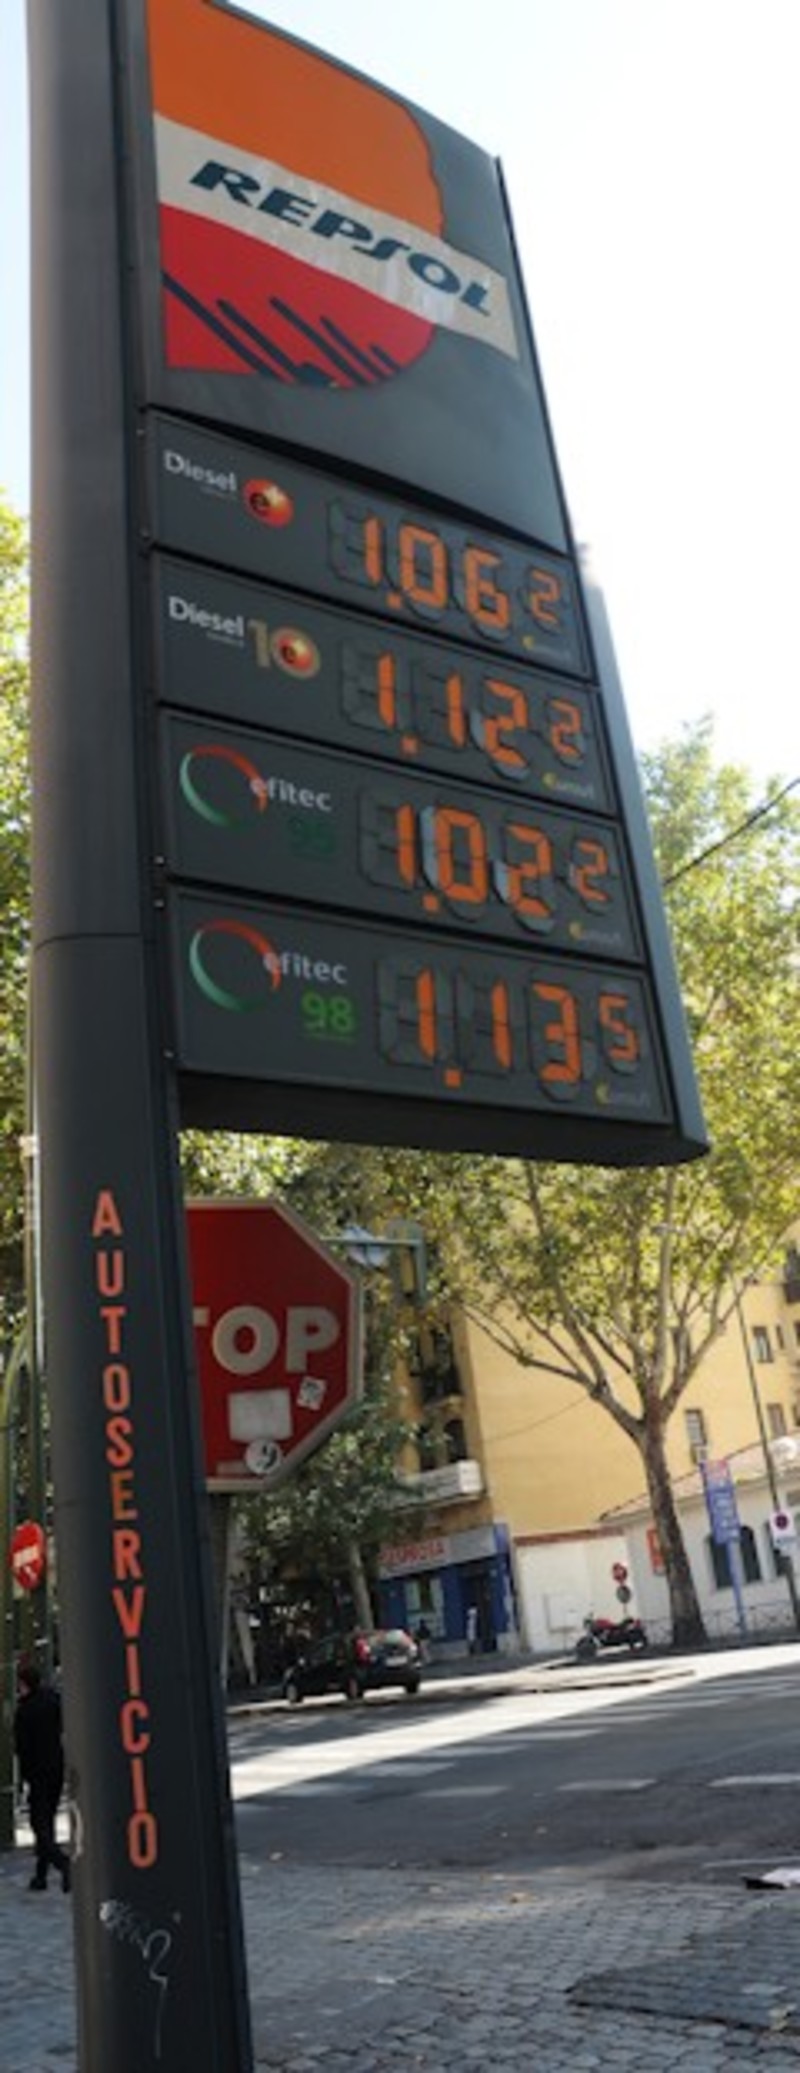 REPSOL
Diesel e+
1.062
Diesel 10 e+
1.122
efitec
95
1.022
efitec
98
1.135
AUTOSERVICIO
TOP